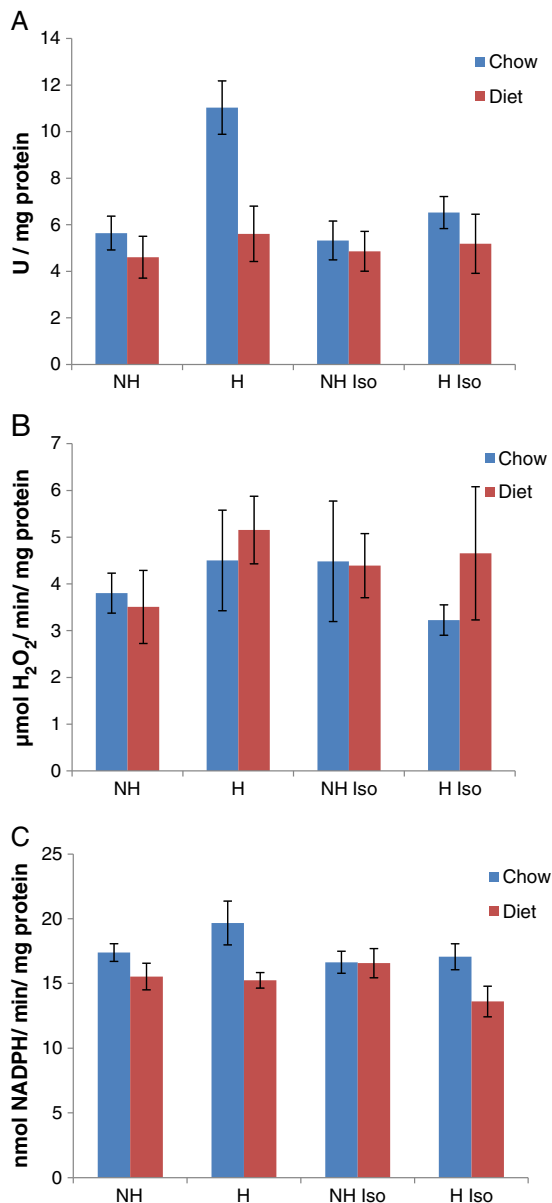 A
U / mg protein
14
12
10
8
6
4
2
0
Chow
Diet
NH H NH Iso H Iso
B
μmol H₂O₂/ min/ mg protein
7
6
5
4
3
2
1
0
Chow
Diet
NH H NH Iso H Iso
C
nmol NADPH/ min/ mg protein
25
20
15
10
5
0
Chow
Diet
NH H NH Iso H Iso